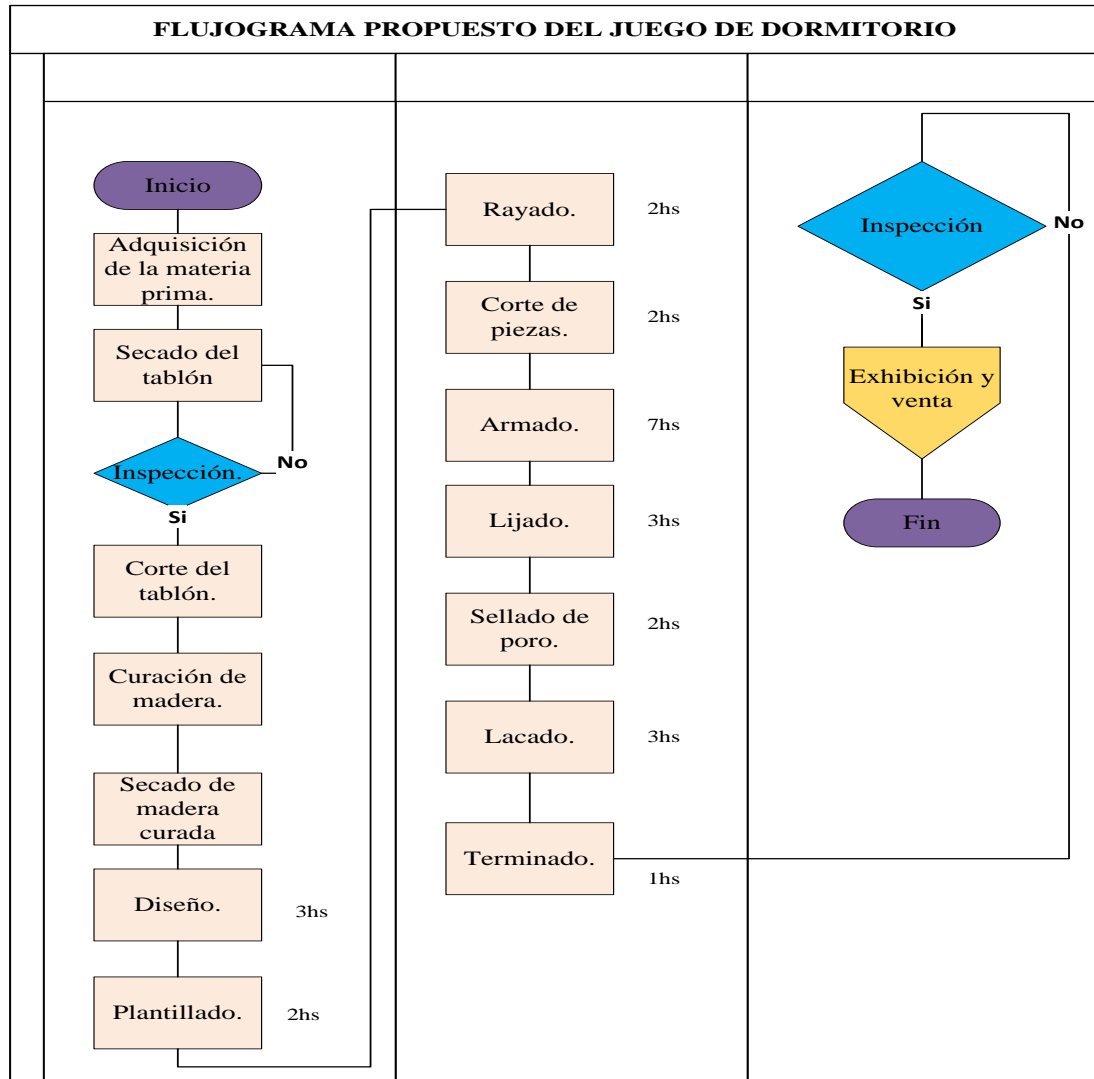 FLUJOGRAMA PROPUESTO DEL JUEGO DE DORMITORIO
Inicio
Adquisición
de la materia
prima.
Secado del
tablón
Inspección.
No
Si
Corte del
tablón.
Curación de
madera.
Secado de
madera
curada
Diseño.
3hs
Plantillado.
2hs
Rayado.
2hs
Corte de
piezas.
2hs
Armado.
7hs
Lijado.
3hs
Sellado de
poro.
2hs
Lacado.
3hs
Terminado.
1hs
Inspección
No
Si
Exhibición y
venta
Fin